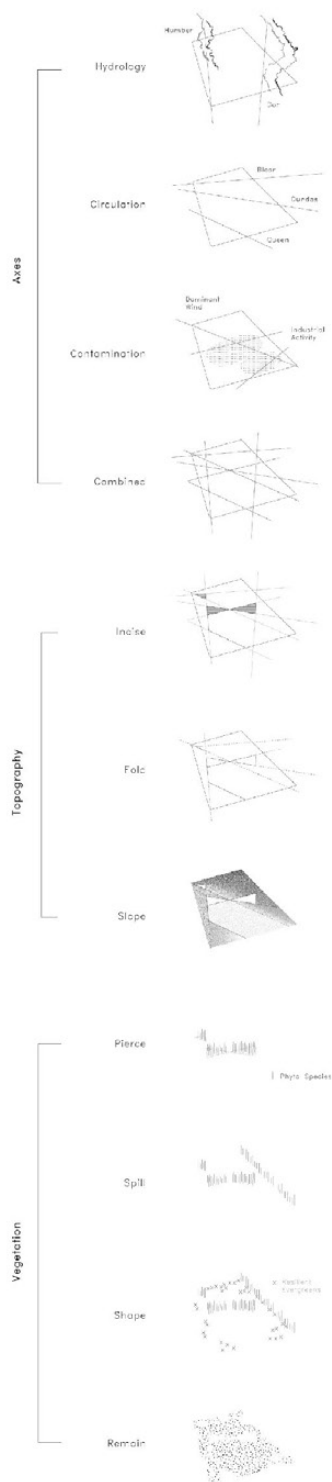 Axes
Humber
Hydrology
Don
Bloor
Circulation
Dundas
Queen
Dominant
Wind
Industrial
Activity
Contamination
Combined
Topography
Incise
Fold
Slope
Vegetation
Pierce
Phyto Species
Spill
Resilient
Evergreens
Shape
Remain